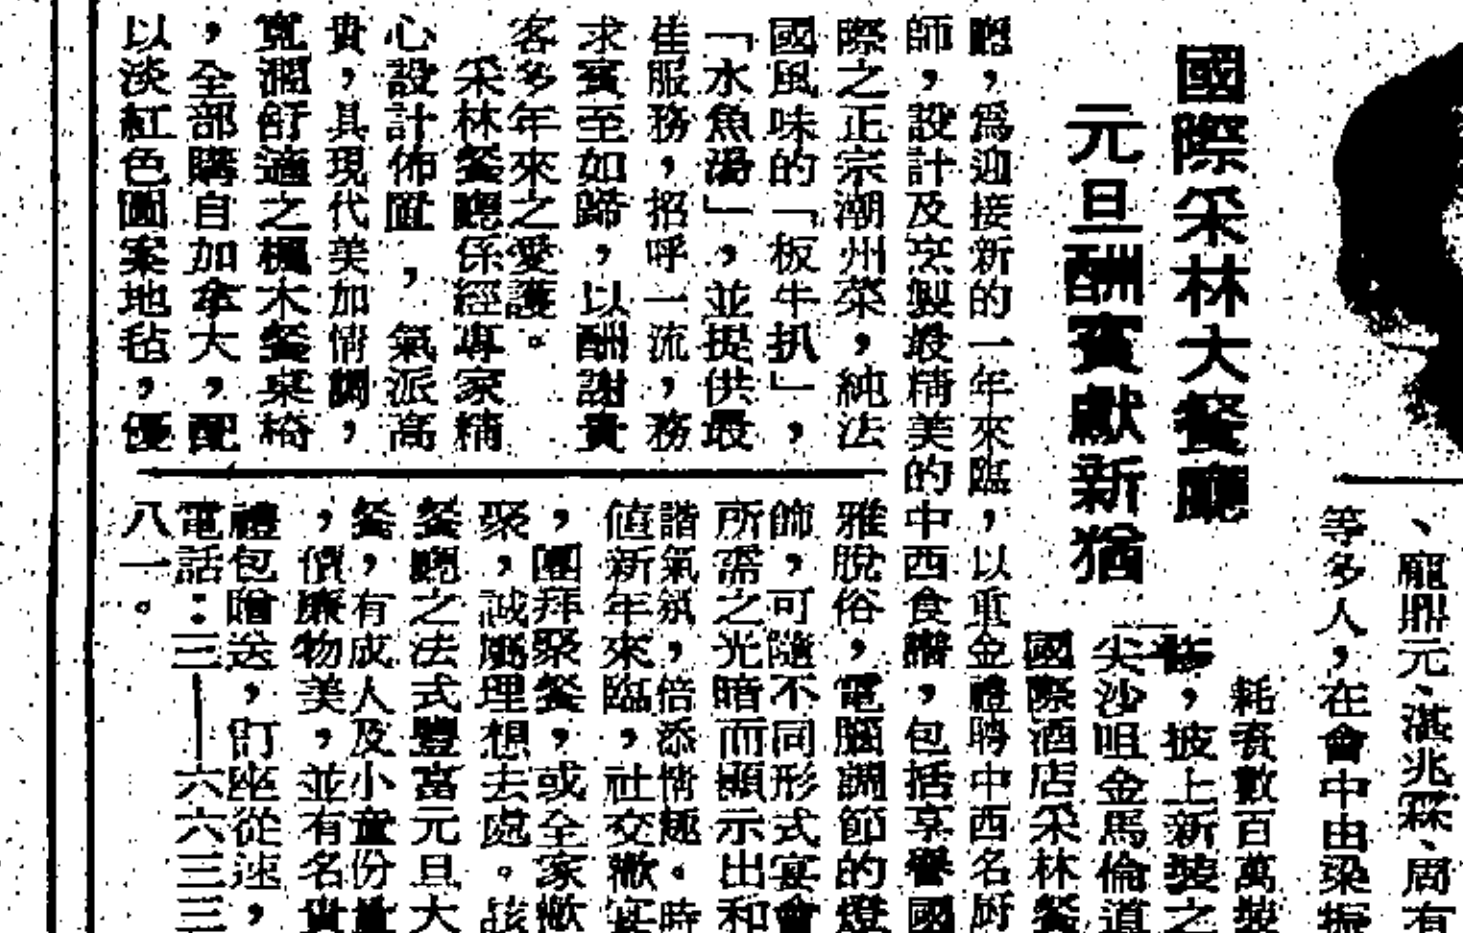 國際采林大餐廳
元旦酬賓獻新猶
耗資數百萬裝
修，披上新裝之
尖沙咀金馬倫道
國際酒店采林餐
廳，為迎接新的一年來臨，以重金禮聘中西名厨
師，設計及烹製最精美的中西食譜，包括享譽國
際之正宗潮州菜，純法
國風味的「板牛扒」，
「水魚湯」，並提供最
佳服務，招呼一流，務
求賓至如歸，以酬謝貴
客多年來之愛護。
采林餐廳係經專家精
心設計佈置，氣派高
貴，其現代美加情調，
寬濶舒適之楓木餐桌椅
，全部購自加拿大，配
以淡紅色圖案地毡，優
雅脫俗，電腦調節的燈
飾，可隨不同形式宴會
所需之光暗而顯示出和
諧氣氛，倍添情趣。時
值新年來臨，社交歡宴
，團拜聚餐，或全家歡
聚，誠屬理想去處。該
餐廳之法式豐富元旦大
餐，有成人及小童份量
，價廉物美，並有名貴
禮包贈送，訂座從速，
電話：三——六六三三
八一。
、龐鼎元、湛兆霖、周有
等多人，在會中由梁振